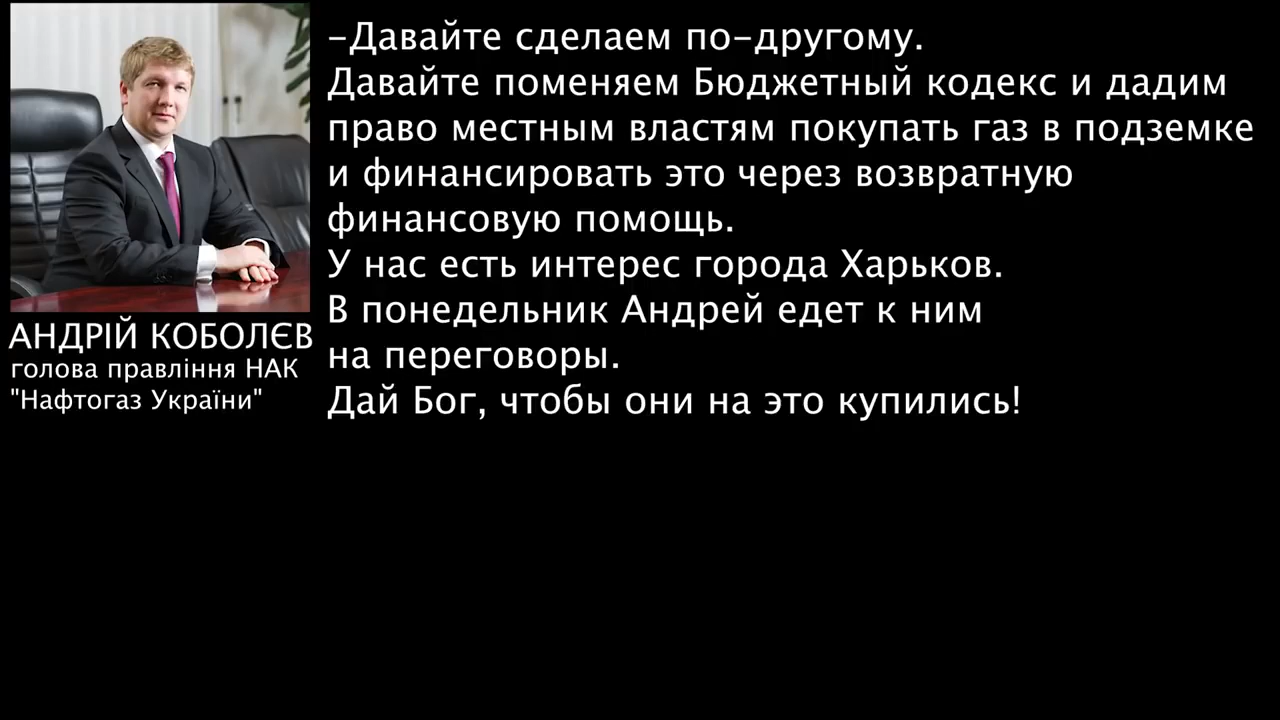 -Давайте сделаем по-другому.
Давайте поменяем Бюджетный кодекс и дадим
право местным властям покупать газ в подземке
и финансировать это через возвратную
финансовую помощь.
У нас есть интерес города Харьков.
В понедельник Андрей едет к ним
на переговоры.
Дай Бог, чтобы они на это купились!
АНДРІЙ КОБОЛЄВ
голова правління НАК
"Нафтогаз України"